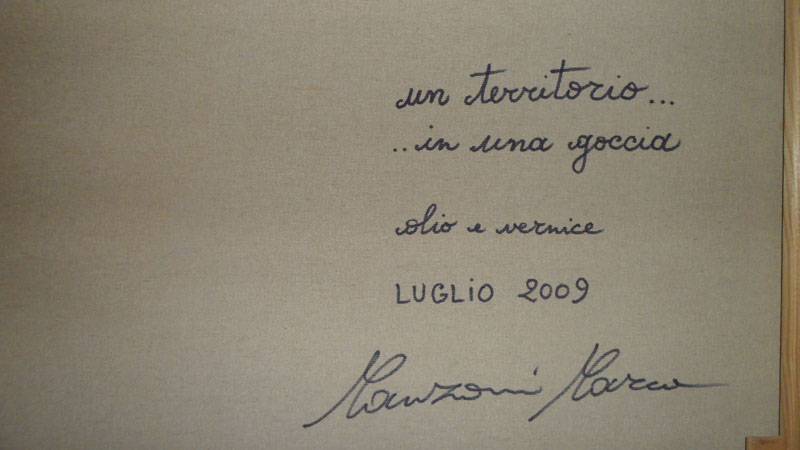 un territorio...
..in una goccia
olio e vernice
LUGLIO 2009
Manzoni Marco